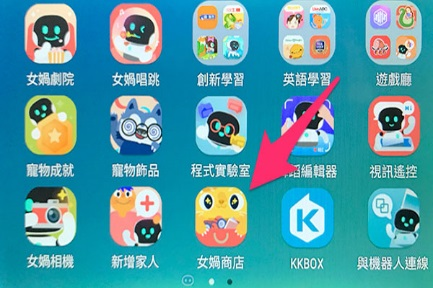 女媧劇院 女媧唱跳 創新學習 英語學習 遊戲廳
寵物成就 寵物飾品 程式實驗室 編輯器 視訊遙控
女媧相機 新增家人 女媧商店 KKBOX 與機器人連線